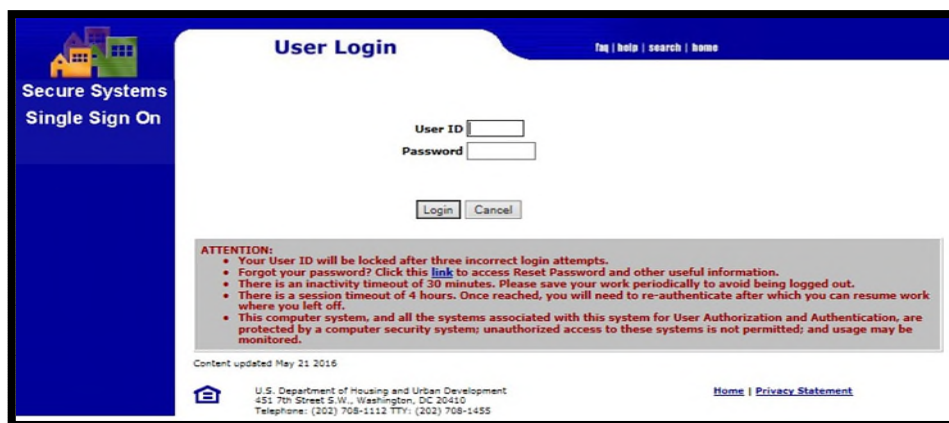 User Login
faq | help | search | home
Secure Systems
Single Sign On
User ID
Password
Login Cancel
ATTENTION:
• Your User ID will be locked after three incorrect login attempts.
• Forgot your password? Click this link to access Reset Password and other useful information.
• There is an inactivity timeout of 30 minutes. Please save your work periodically to avoid being logged out.
• There is a session timeout of 4 hours. Once reached, you will need to re-authenticate after which you can resume work
where you left off.
• This computer system, and all the systems associated with this system for User Authorization and Authentication, are
protected by a computer security system; unauthorized access to these systems is not permitted; and usage may be
monitored.
Content updated May 21 2016
U.S. Department of Housing and Urban Development
451 7th Street S.W., Washington, DC 20410
Telephone: (202) 708-1112 TTY: (202) 708-1455
Home | Privacy Statement